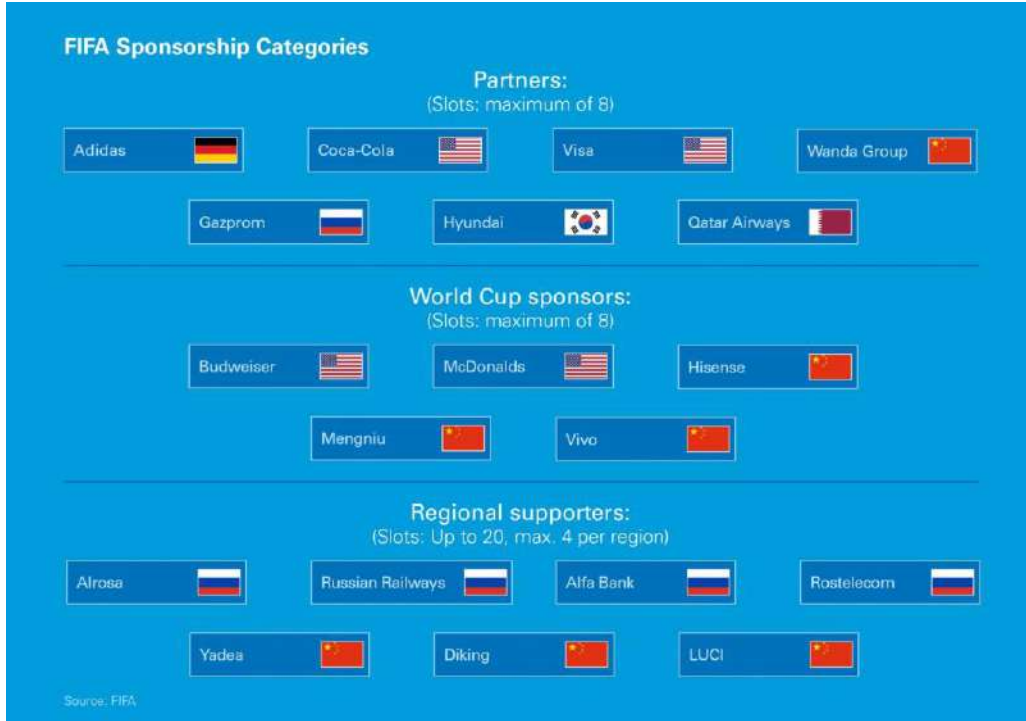 FIFA Sponsorship Categories
Partners:
(Slots: maximum of 8)
Adidas
Coca-Cola
Visa
Wanda Group
Gazprom
Hyundai
Qatar Airways
World Cup sponsors:
(Slots: maximum of 8)
Budweiser
McDonalds
Hisense
Mengniu
Vivo
Regional supporters:
(Slots: Up to 20, max. 4 per region)
Alrosa
Russian Railways
Alfa Bank
Rostelecom
Yadea
Diking
LUCI
Source: FIFA